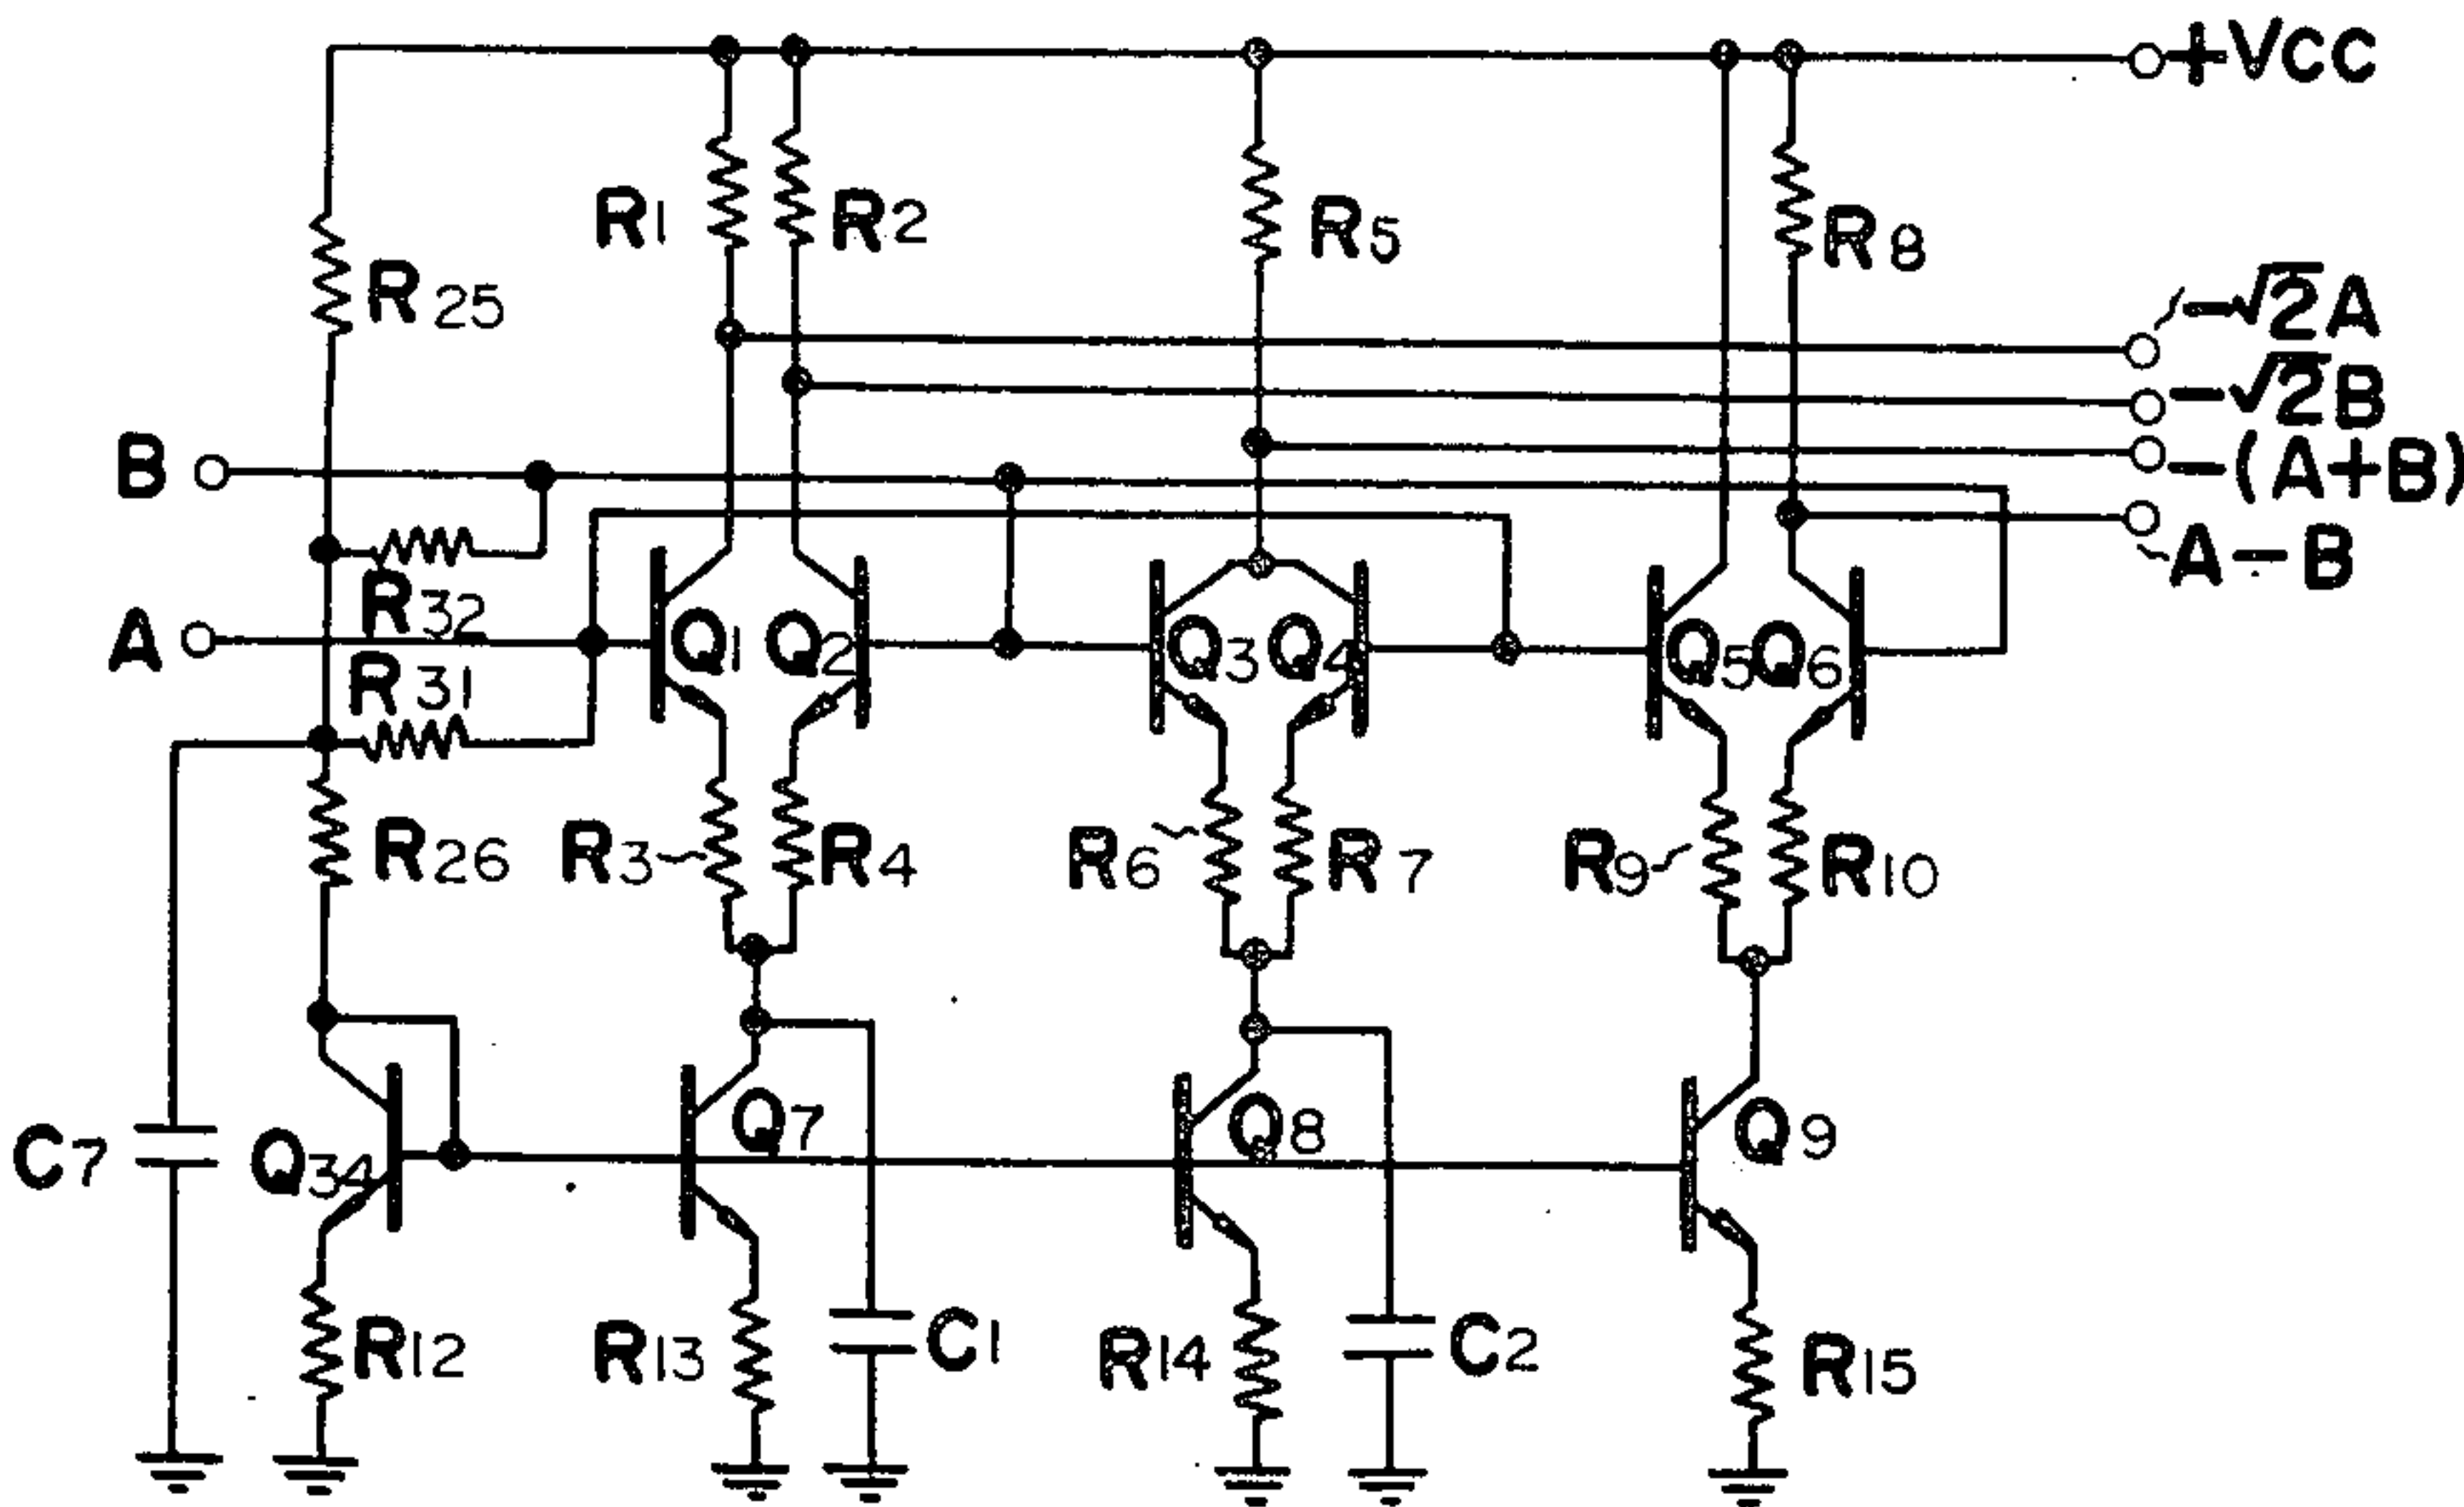 +VCC
R1
R2
R5
R8
R25
-√2A
-√2B
B
-(A+B)
A-B
R32
A
Q1
Q2
Q3
Q4
Q5
Q6
R31
R26
R3
R4
R6
R7
R9
R10
C7
Q34
Q7
Q8
Q9
R12
R13
C1
R14
C2
R15